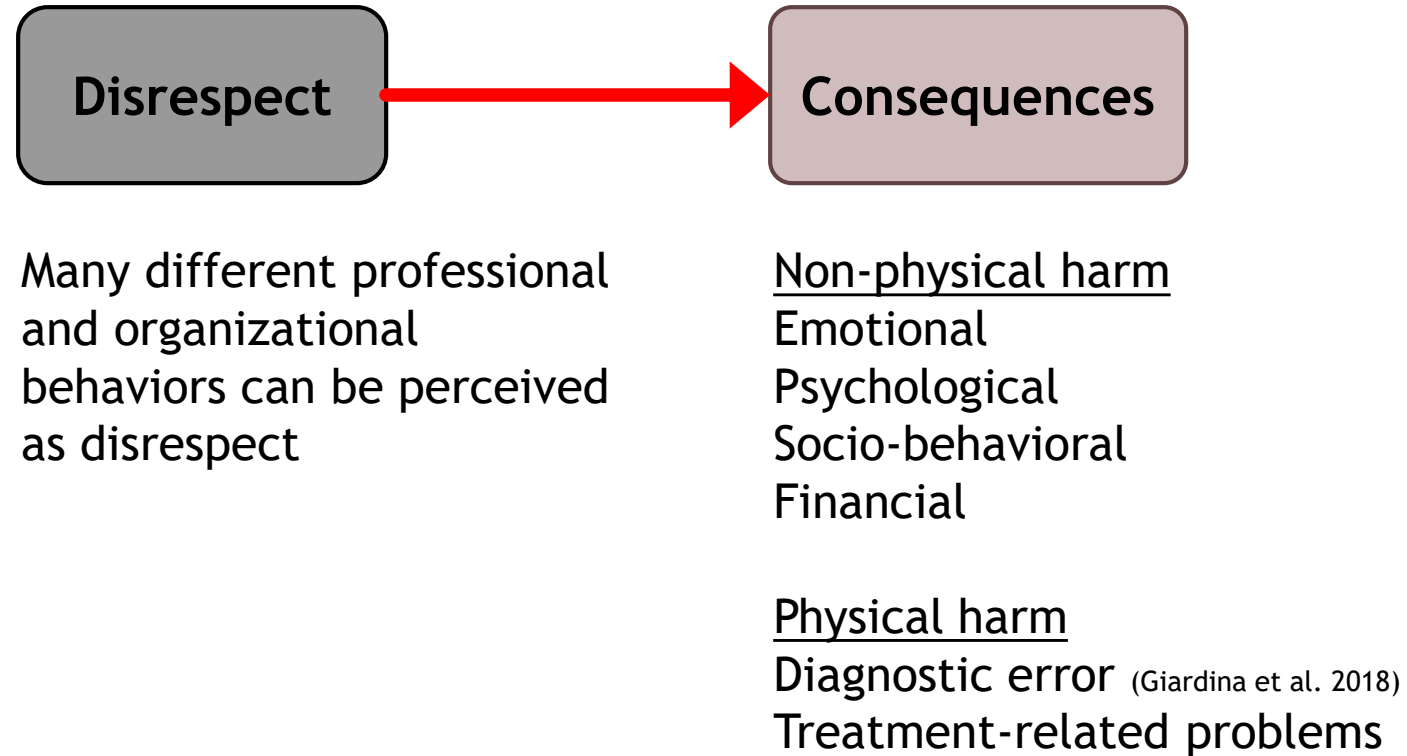 Disrespect
Consequences
Many different professional
and organizational
behaviors can be perceived
as disrespect
Non-physical harm
Emotional
Psychological
Socio-behavioral
Financial
Physical harm
Diagnostic error (Giardina et al. 2018)
Treatment-related problems